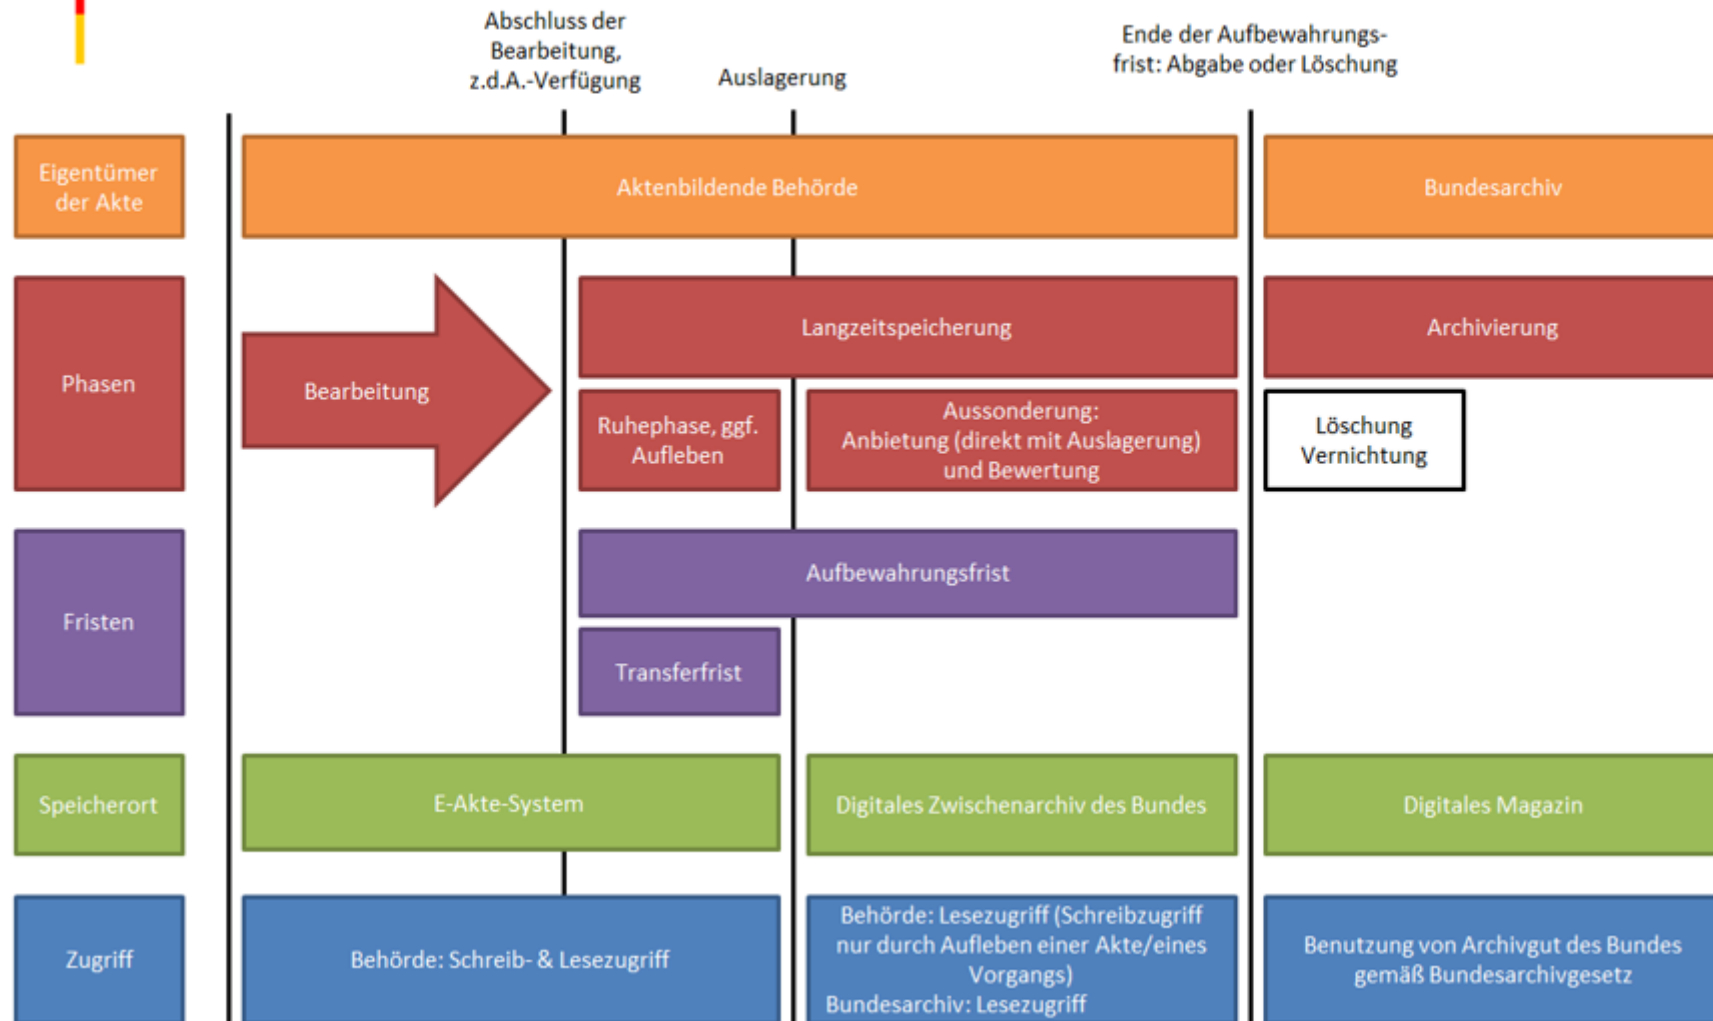 Abschluss der
Bearbeitung,
z.d.A.-Verfügung
Auslagerung
Ende der Aufbewahrungs-
frist: Abgabe oder Löschung
Eigentümer
der Akte
Aktenbildende Behörde
Bundesarchiv
Phasen
Bearbeitung
Langzeitspeicherung
Archivierung
Ruhephase, ggf.
Aufleben
Aussonderung:
Anbietung (direkt mit Auslagerung)
und Bewertung
Löschung
Vernichtung
Fristen
Aufbewahrungsfrist
Transferfrist
Speicherort
E-Akte-System
Digitales Zwischenarchiv des Bundes
Digitales Magazin
Zugriff
Behörde: Schreib- & Lesezugriff
Behörde: Lesezugriff (Schreibzugriff
nur durch Aufleben einer Akte/eines
Vorgangs)
Bundesarchiv: Lesezugriff
Benutzung von Archivgut des Bundes
gemäß Bundesarchivgesetz